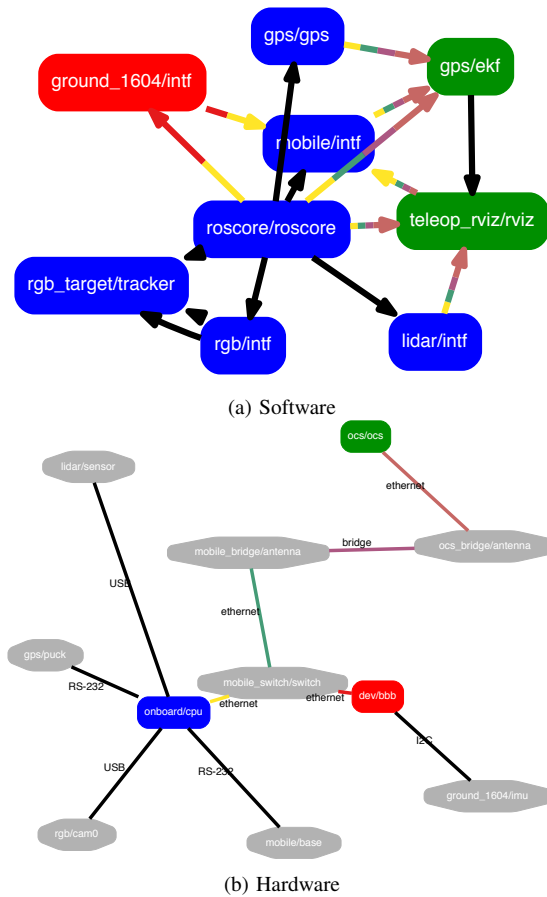 gps/gps
gps/ekf
ground_1604/intf
mobile/intf
roscore/roscore
teleop_rviz/rviz
rgb_target/tracker
rgb/intf
lidar/intf
(a) Software
ocs/ocs
lidar/sensor
ethernet
bridge
mobile_bridge/antenna
ocs_bridge/antenna
USB
ethernet
gps/puck
RS-232
mobile_switch/switch
ethernet
dev/bbb
onboard/cpu
ethernet
I2C
USB
RS-232
ground_1604/imu
rgb/cam0
mobile/base
(b) Hardware